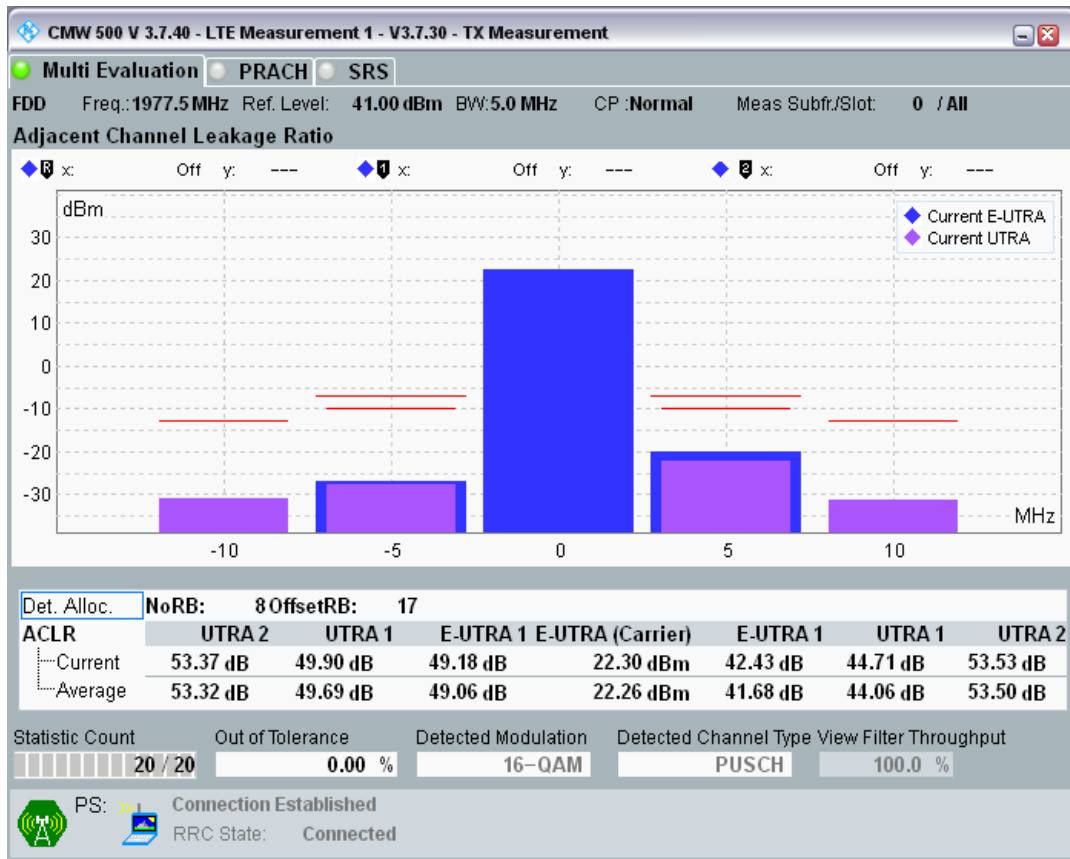 CMW 500 V 3.7.40 - LTE Measurement 1 - V3.7.30 - TX Measurement
Multi Evaluation PRACH SRS
FDD Freq.:1977.5 MHz Ref. Level: 41.00 dBm BW:5.0 MHz CP :Normal Meas Subfr./Slot: 0 / All
Adjacent Channel Leakage Ratio
R x: Off y: --- 1 x: Off y: --- 2 x: Off y: ---
dBm
Current E-UTRA
Current UTRA
30
20
10
0
-10
-20
-30
MHz
-10 -5 0 5 10
Det. Alloc. NoRB: 8 OffsetRB: 17
ACLR UTRA 2 UTRA 1 E-UTRA 1 E-UTRA (Carrier) E-UTRA 1 UTRA 1 UTRA 2
Current 53.37 dB 49.90 dB 49.18 dB 22.30 dBm 42.43 dB 44.71 dB 53.53 dB
Average 53.32 dB 49.69 dB 49.06 dB 22.26 dBm 41.68 dB 44.06 dB 53.50 dB
Statistic Count Out of Tolerance Detected Modulation Detected Channel Type View Filter Throughput
20 / 20 0.00 % 16-QAM PUSCH 100.0 %
PS: Connection Established
RRC State: Connected